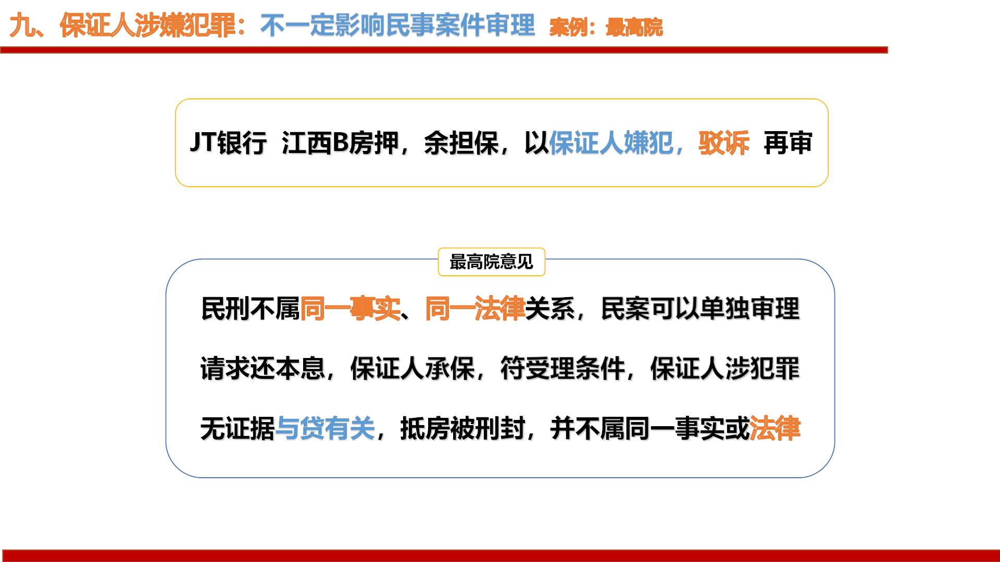 九、保证人涉嫌犯罪：不一定影响民事案件审理 案例：最高院
JT银行 江西B房押，余担保，以保证人嫌犯，驳诉 再审
最高院意见
民刑不属同一事实、同一法律关系，民案可以单独审理
请求还本息，保证人承保，符受理条件，保证人涉犯罪
无证据与贷有关，抵房被刑封，并不属同一事实或法律